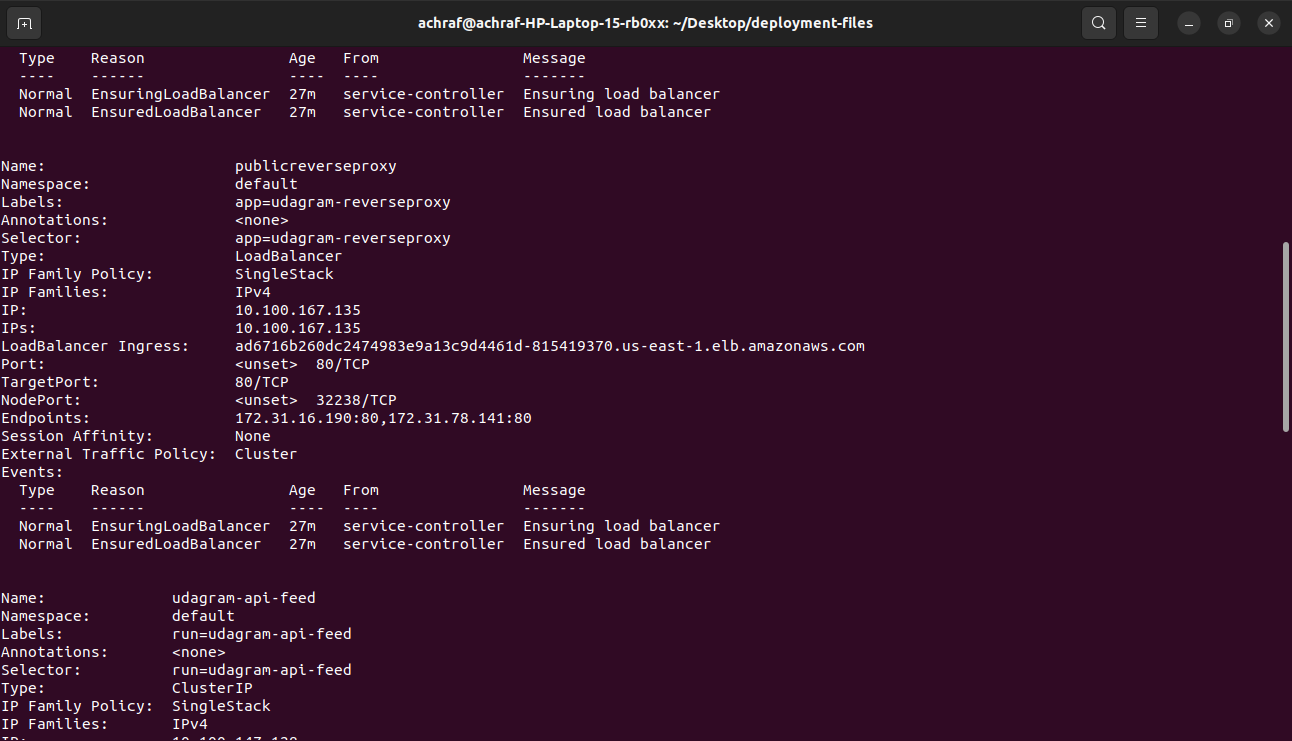 achraf@achraf-HP-Laptop-15-rb0xx: ~/Desktop/deployment-files
Type Reason Age From Message
---- ------ ---- ---- -------
Normal EnsuringLoadBalancer 27m service-controller Ensuring load balancer
Normal EnsuredLoadBalancer 27m service-controller Ensured load balancer
Name: publicreverseproxy
Namespace: default
Labels: app=udagram-reverseproxy
Annotations: <none>
Selector: app=udagram-reverseproxy
Type: LoadBalancer
IP Family Policy: SingleStack
IP Families: IPv4
IP: 10.100.167.135
IPs: 10.100.167.135
LoadBalancer Ingress: ad6716b260dc2474983e9a13c9d4461d-815419370.us-east-1.elb.amazonaws.com
Port: <unset> 80/TCP
TargetPort: 80/TCP
NodePort: <unset> 32238/TCP
Endpoints: 172.31.16.190:80,172.31.78.141:80
Session Affinity: None
External Traffic Policy: Cluster
Events:
Type Reason Age From Message
---- ------ ---- ---- -------
Normal EnsuringLoadBalancer 27m service-controller Ensuring load balancer
Normal EnsuredLoadBalancer 27m service-controller Ensured load balancer
Name: udagram-api-feed
Namespace: default
Labels: run=udagram-api-feed
Annotations: <none>
Selector: run=udagram-api-feed
Type: ClusterIP
IP Family Policy: SingleStack
IP Families: IPv4
IP: